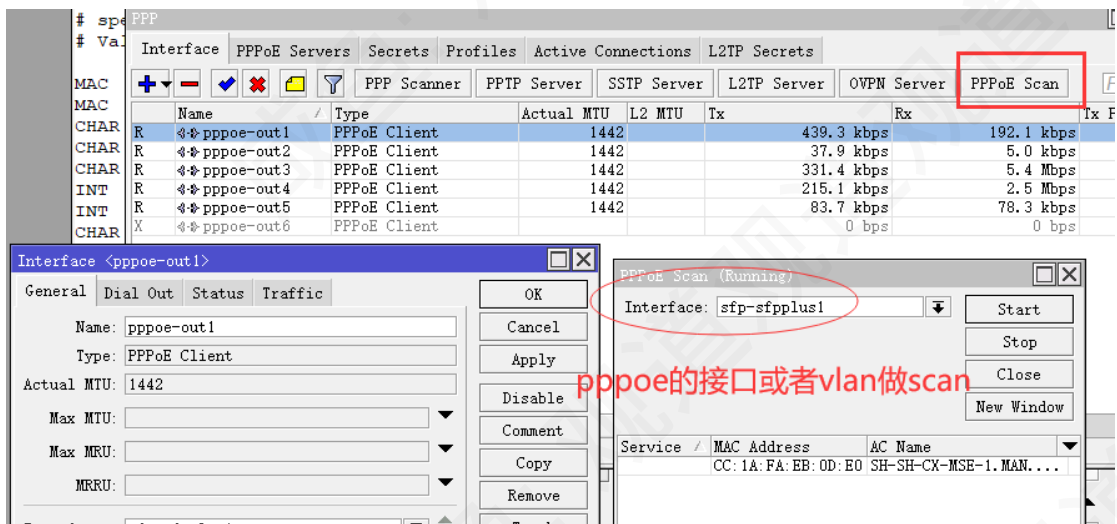 # spe
# Val
MAC
MAC
CHAR
CHAR
CHAR
INT
INT
CHAR
PPP
Interface PPPoE Servers Secrets Profiles Active Connections L2TP Secrets
PPP Scanner PPTP Server SSTP Server L2TP Server OVPN Server PPPoE Scan F
Name Type Actual MTU L2 MTU Tx Rx Tx P
R pppoe-out1 PPPoE Client 1442 439.3 kbps 192.1 kbps
R pppoe-out2 PPPoE Client 1442 37.9 kbps 5.0 kbps
R pppoe-out3 PPPoE Client 1442 331.4 kbps 5.4 Mbps
R pppoe-out4 PPPoE Client 1442 215.1 kbps 2.5 Mbps
R pppoe-out5 PPPoE Client 1442 83.7 kbps 78.3 kbps
X pppoe-out6 PPPoE Client 0 bps 0 bps
Interface <pppoe-out1>
General Dial Out Status Traffic
Name: pppoe-out1
Type: PPPoE Client
Actual MTU: 1442
Max MTU:
Max MRU:
MRRU:
OK
Cancel
Apply
Disable
Comment
Copy
Remove
PPPoE Scan (Running)
Interface: sfp-sfpplus1
Start
Stop
Close
New Window
pppoe的接口或者vlan做scan
Service MAC Address AC Name
CC:1A:FA:EB:0D:E0 SH-SH-CX-MSE-1.MAN....